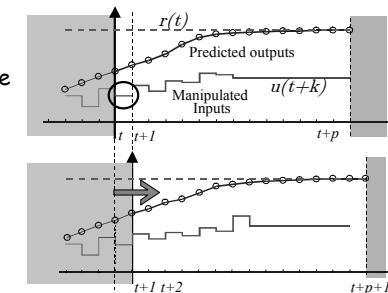 r(t)
Predicted outputs
e
Manipulated
Inputs
u(t+k)
t t+1 t+p
t+1 t+2 t+p+1